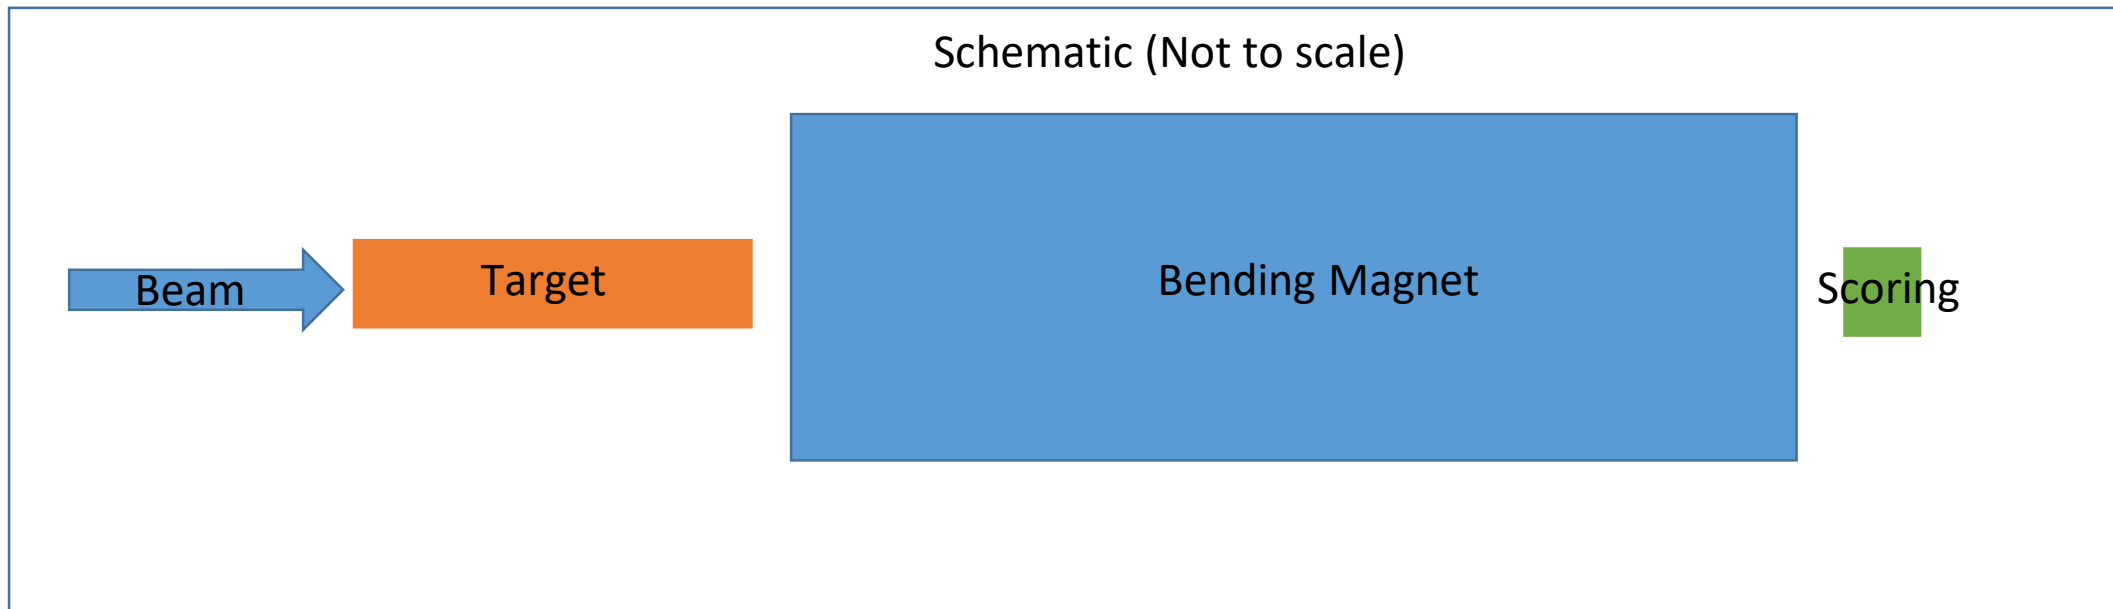 Schematic (Not to scale)
Beam
Target
Bending Magnet
Scoring